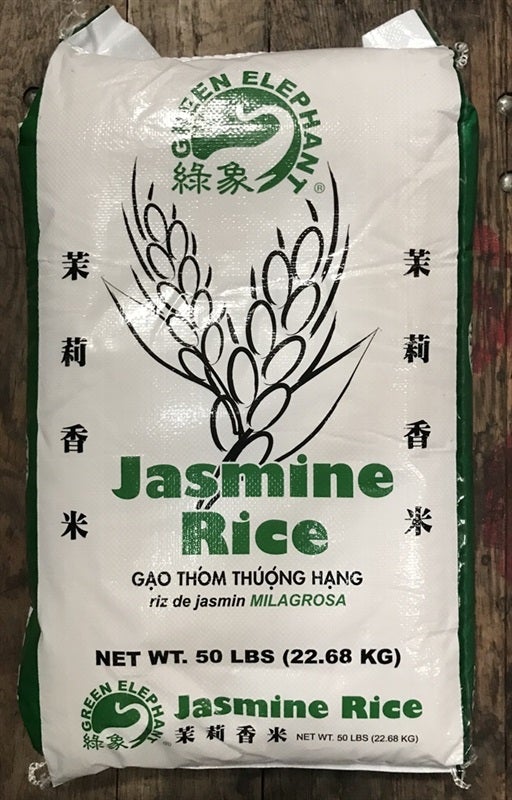 GREEN ELEPHANT
綠象
®
茉莉香米
茉莉香米
Jasmine
Rice
GẠO THƠM THƯỢNG HẠNG
riz de jasmin MILAGROSA
NET WT. 50 LBS (22.68 KG)
GREEN ELEPHANT
綠象
®
Jasmine Rice
茉莉香米 NET WT. 50 LBS (22.68 KG)